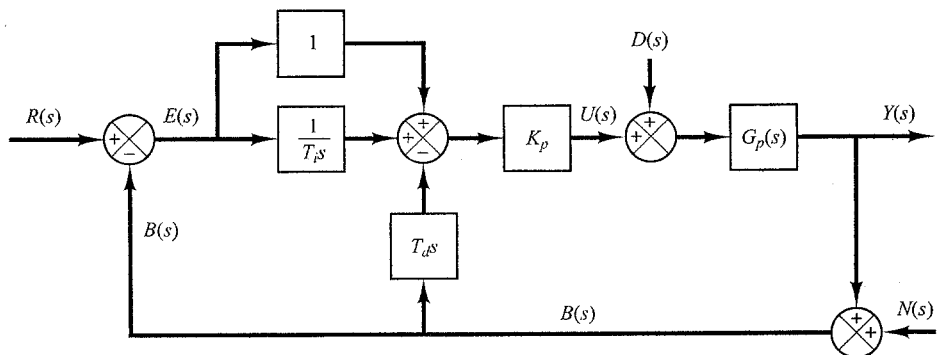 1
D(s)
R(s)
E(s)
U(s)
Y(s)
+
−
1
T_i s
+
+
−
K_p
+
+
G_p(s)
B(s)
T_d s
B(s)
+
+
N(s)